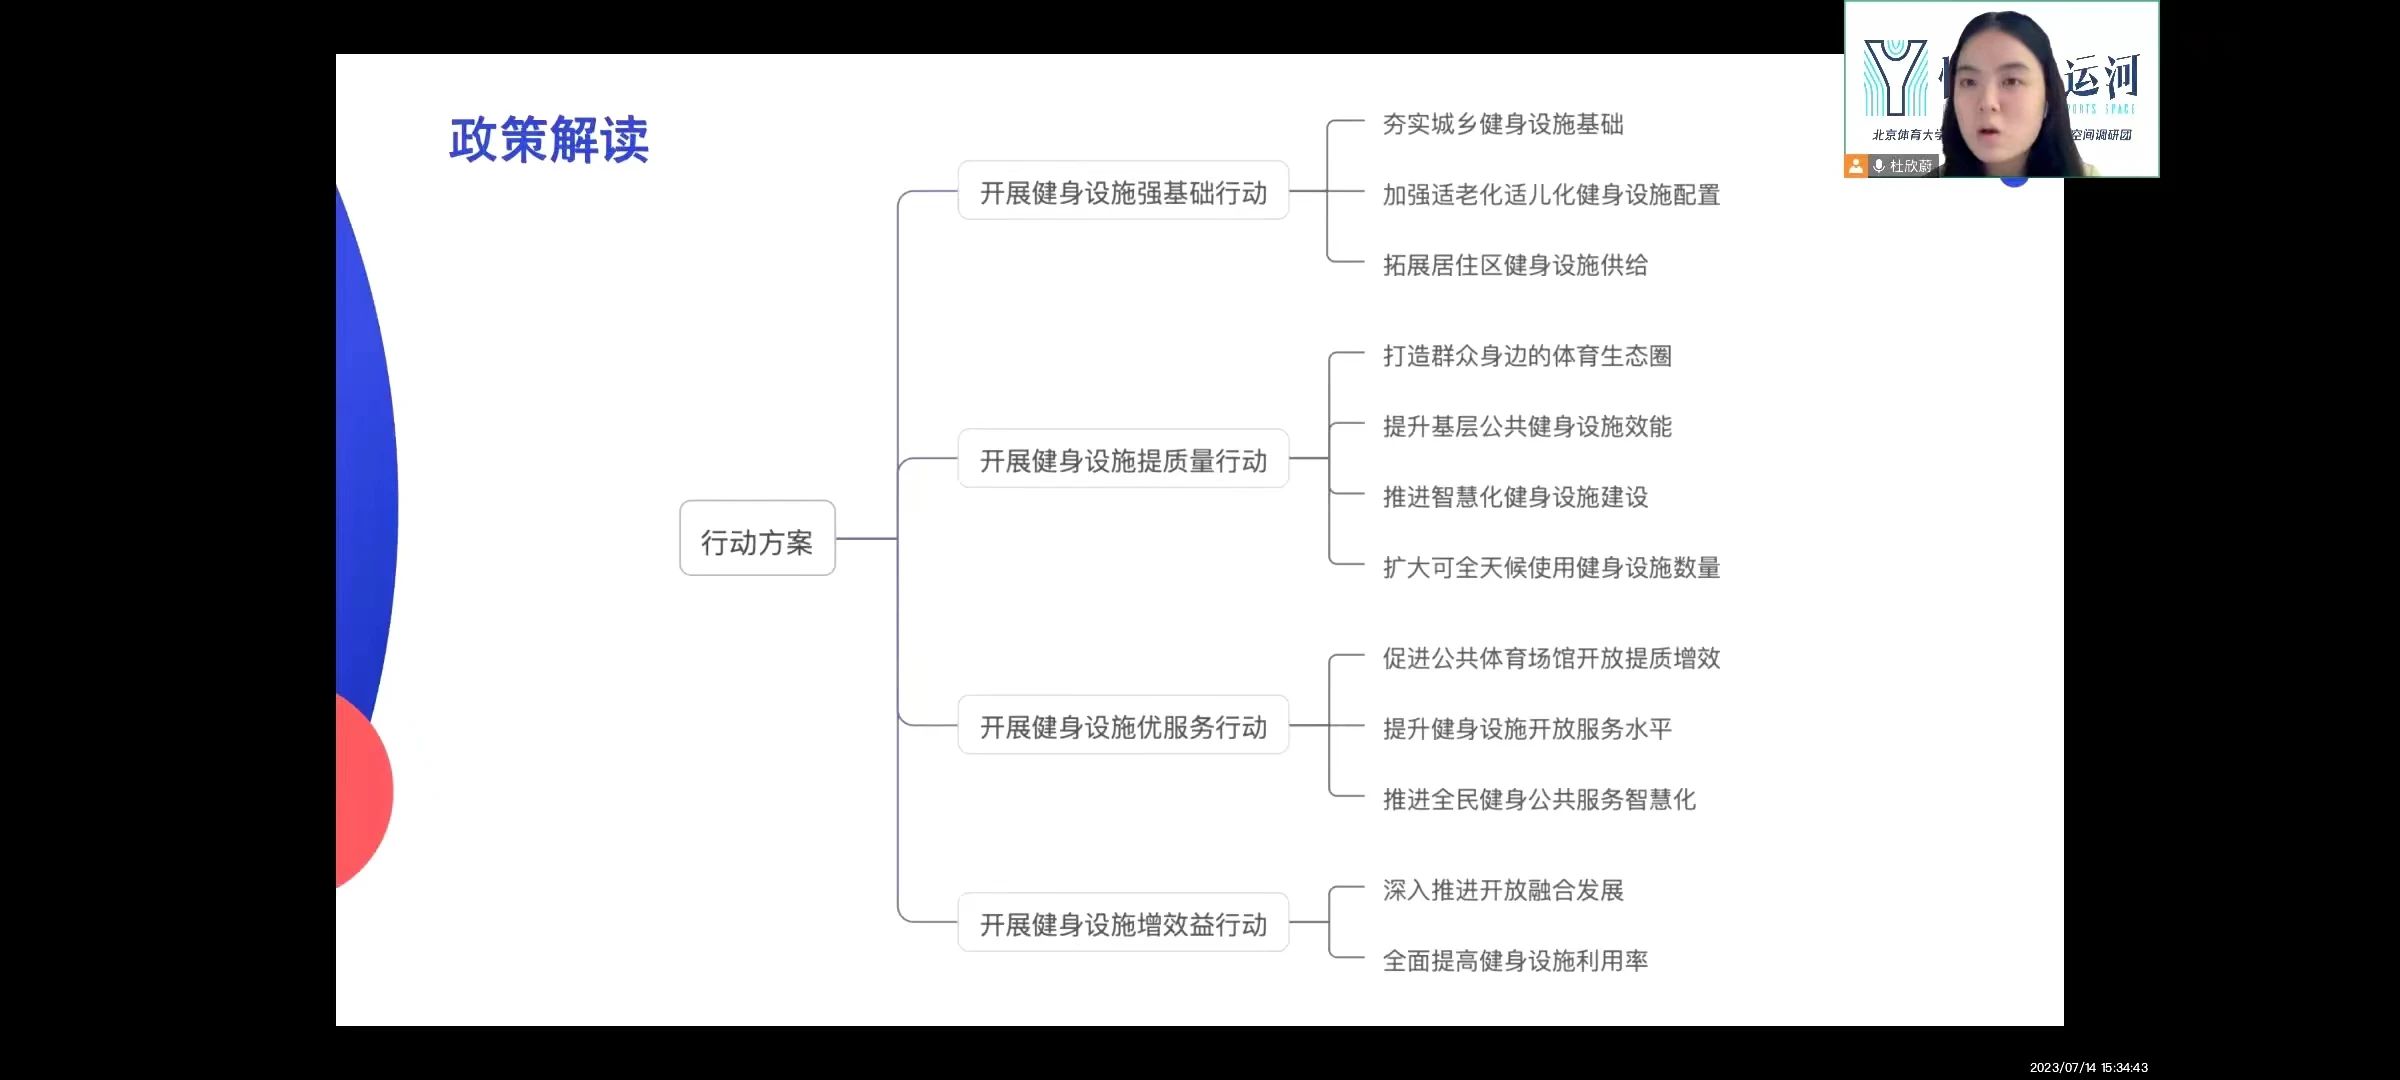 政策解读
行动方案
开展健身设施强基础行动
夯实城乡健身设施基础
加强适老化适儿化健身设施配置
拓展居住区健身设施供给
开展健身设施提质量行动
打造群众身边的体育生态圈
提升基层公共健身设施效能
推进智慧化健身设施建设
扩大可全天候使用健身设施数量
开展健身设施优服务行动
促进公共体育场馆开放提质增效
提升健身设施开放服务水平
推进全民健身公共服务智慧化
开展健身设施增效益行动
深入推进开放融合发展
全面提高健身设施利用率
运河
SPACE
北京体育大学 空间调研团
杜欣蔚
2023/07/14 15:34:43